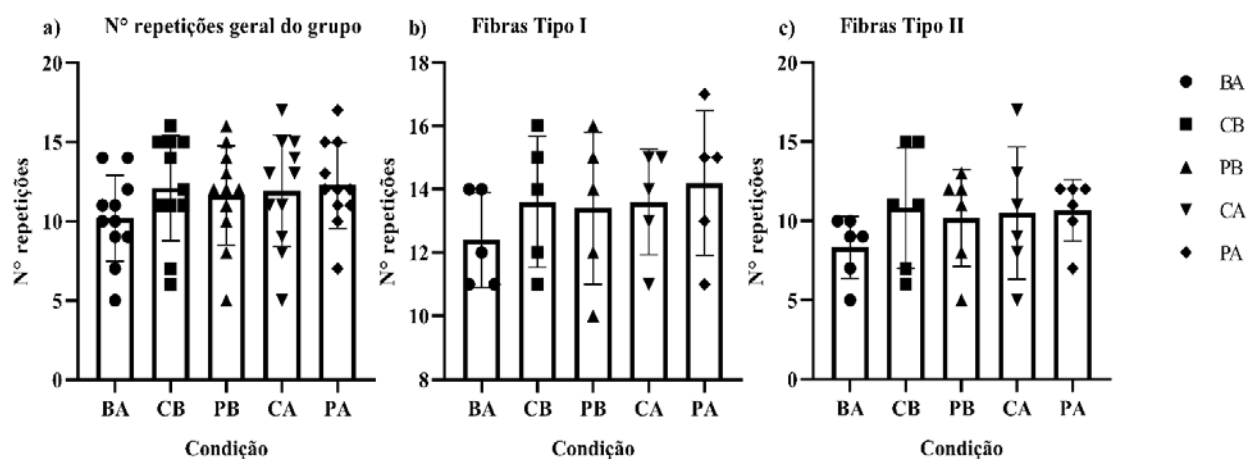 a) N° repetições geral do grupo
N° repetições
20
15
10
5
0
BA CB PB CA PA
Condição
b) Fibras Tipo I
N° repetições
18
16
14
12
10
8
BA CB PB CA PA
Condição
c) Fibras Tipo II
N° repetições
20
15
10
5
0
BA CB PB CA PA
Condição
BA
CB
PB
CA
PA